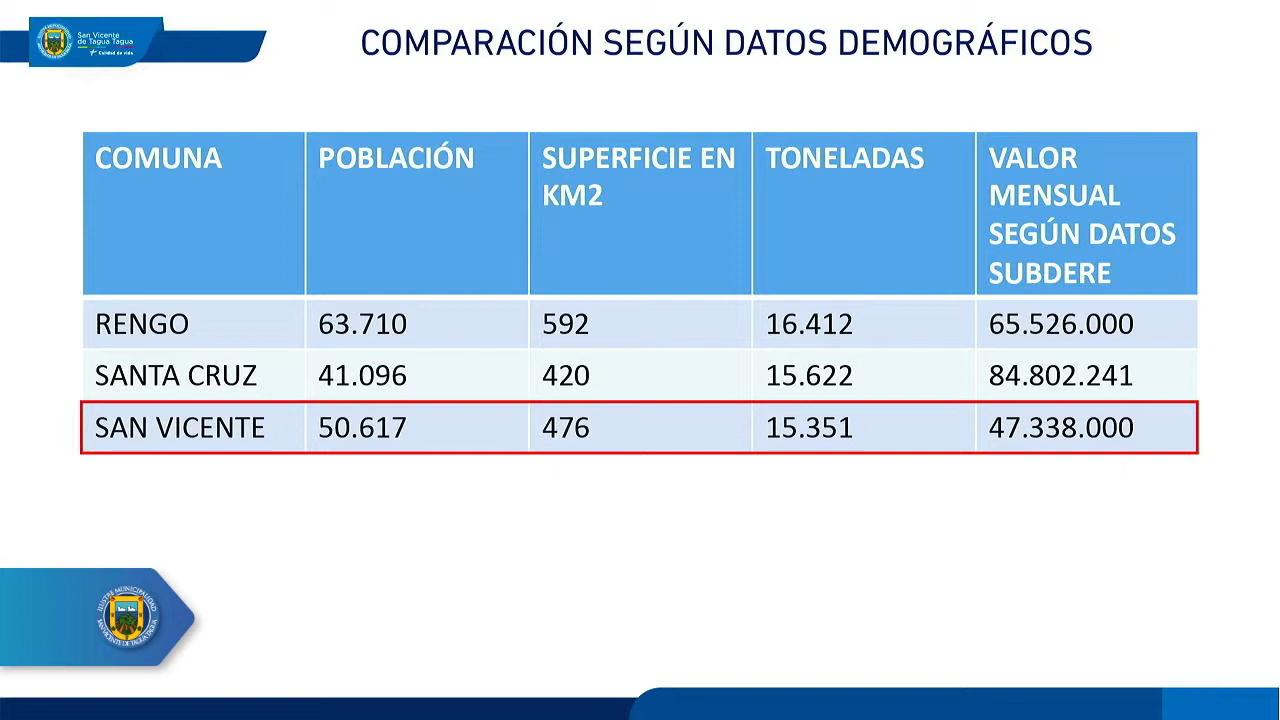 San Vicente
de Tagua Tagua
Calidad de vida
COMPARACIÓN SEGÚN DATOS DEMOGRÁFICOS
COMUNA POBLACIÓN SUPERFICIE EN KM2 TONELADAS VALOR MENSUAL SEGÚN DATOS SUBDERE
RENGO 63.710 592 16.412 65.526.000
SANTA CRUZ 41.096 420 15.622 84.802.241
SAN VICENTE 50.617 476 15.351 47.338.000
ILUSTRE MUNICIPALIDAD
SAN VICENTE DE TAGUA TAGUA